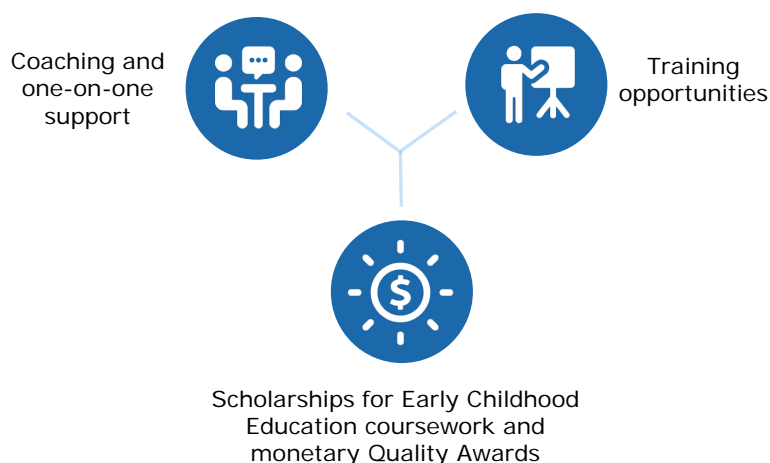 Coaching and
one-on-one
support
Training
opportunities
$
Scholarships for Early Childhood
Education coursework and
monetary Quality Awards